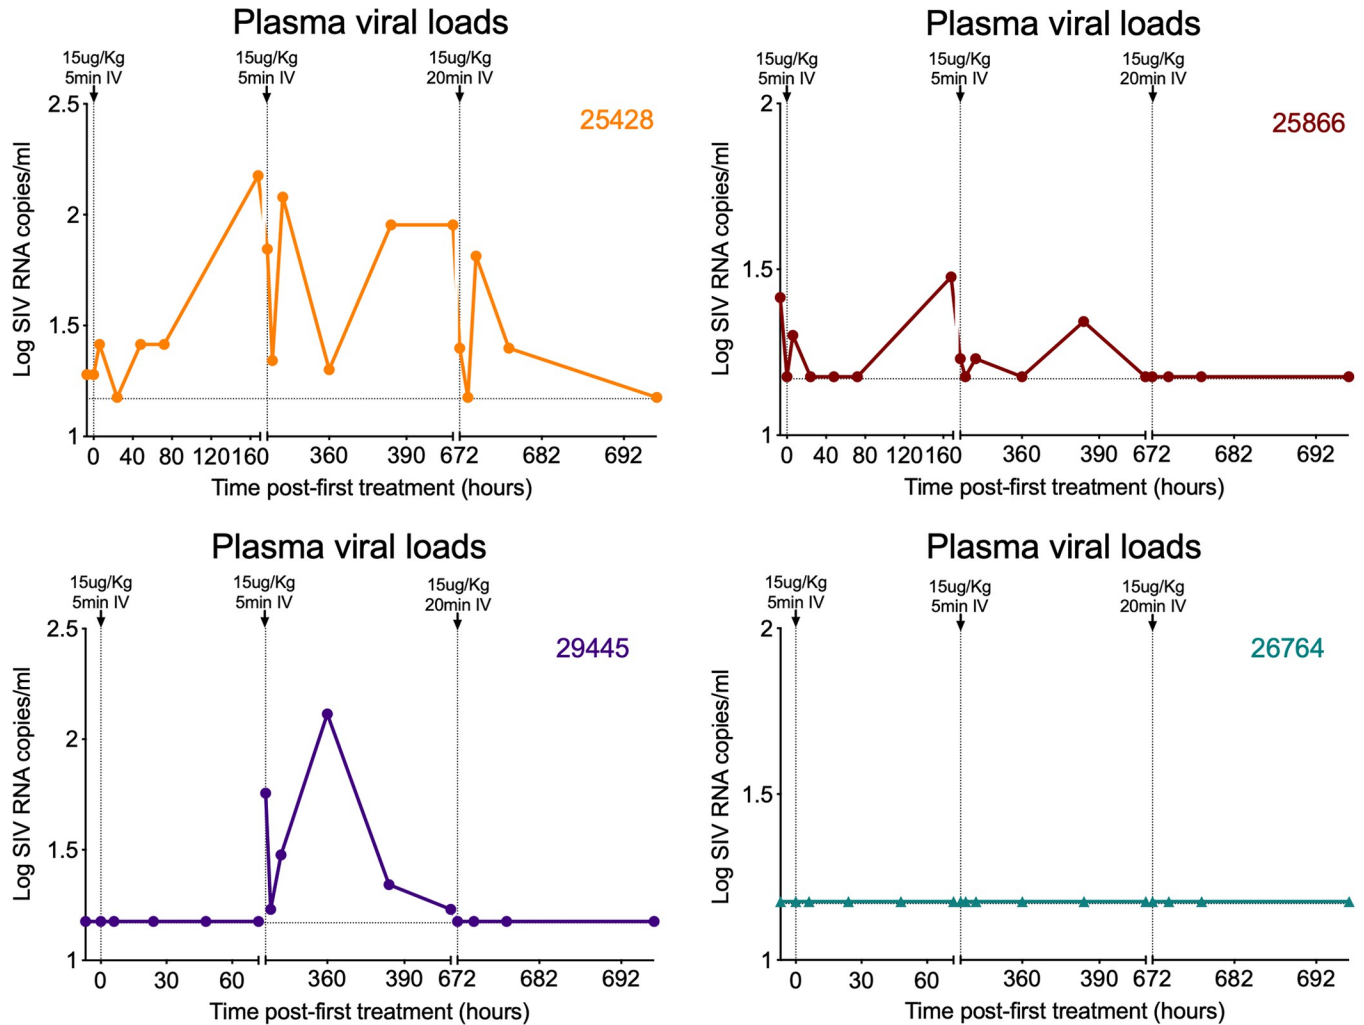 Plasma viral loads
15ug/Kg 15ug/Kg 15ug/Kg
5min IV 5min IV 20min IV
25428
2.5
2
1.5
1
Log SIV RNA copies/ml
0 40 80 120 160 360 390 672 682 692
Time post-first treatment (hours)
Plasma viral loads
15ug/Kg 15ug/Kg 15ug/Kg
5min IV 5min IV 20min IV
25866
2
1.5
1
Log SIV RNA copies/ml
0 40 80 120 160 360 390 672 682 692
Time post-first treatment (hours)
Plasma viral loads
15ug/Kg 15ug/Kg 15ug/Kg
5min IV 5min IV 20min IV
29445
2.5
2
1.5
1
Log SIV RNA copies/ml
0 30 60 360 390 672 682 692
Time post-first treatment (hours)
Plasma viral loads
15ug/Kg 15ug/Kg 15ug/Kg
5min IV 5min IV 20min IV
26764
2
1.5
1
Log SIV RNA copies/ml
0 30 60 360 390 672 682 692
Time post-first treatment (hours)